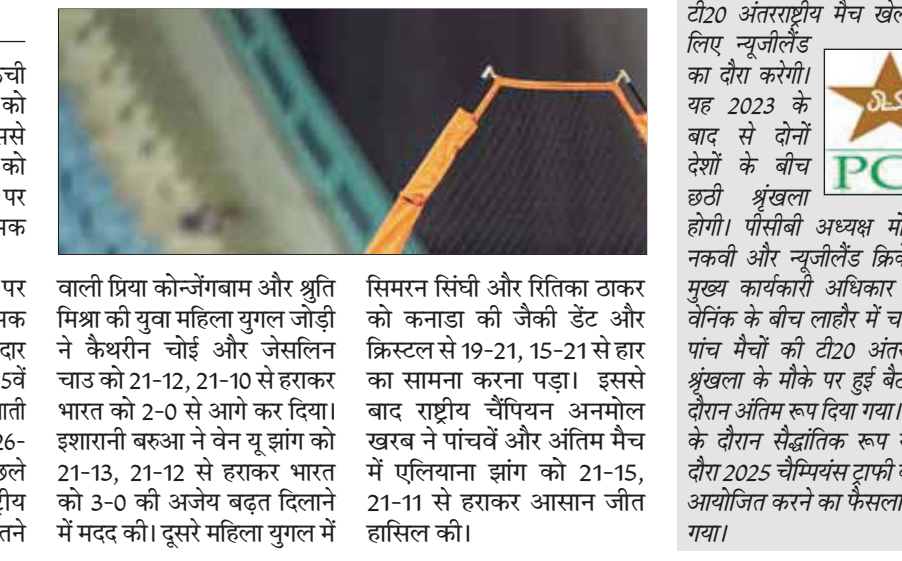 ची
को
ससे
को
पर
मक
पर
मक
दार
5वें
ाती
26-
छले
्रीय
तने
वाली प्रिया कोन्जेंगबाम और श्रुति
मिश्रा की युवा महिला युगल जोड़ी
ने कैथरीन चोई और जेसलिन
चाउ को 21-12, 21-10 से हराकर
भारत को 2-0 से आगे कर दिया।
इशारानी बरुआ ने वेन यू झांग को
21-13, 21-12 से हराकर भारत
को 3-0 की अजेय बढ़त दिलाने
में मदद की। दूसरे महिला युगल में
सिमरन सिंघी और रितिका ठाकर
को कनाडा की जैकी डेंट और
क्रिस्टल से 19-21, 15-21 से हार
का सामना करना पड़ा। इससे
बाद राष्ट्रीय चैंपियन अनमोल
खरब ने पांचवें और अंतिम मैच
में एलियाना झांग को 21-15,
21-11 से हराकर आसान जीत
हासिल की।
टी20 अंतरराष्ट्रीय मैच खेल
लिए न्यूजीलैंड
का दौरा करेगी।
यह 2023 के
बाद से दोनों
देशों के बीच
छठी श्रृंखला
PC
होगी। पीसीबी अध्यक्ष मो
नकवी और न्यूजीलैंड क्रिके
मुख्य कार्यकारी अधिकार
वेनिंक के बीच लाहौर में च
पांच मैचों की टी20 अंतर
श्रृंखला के मौके पर हुई बैठ
दौरान अंतिम रूप दिया गया।
के दौरान सैद्धांतिक रूप
दौरा 2025 चैम्पियंस ट्राफी
आयोजित करने का फैसला
गया।